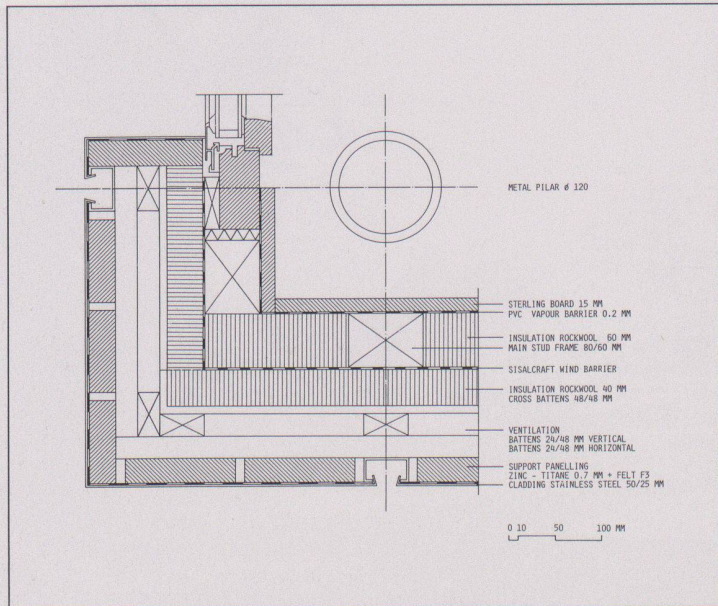 METAL PILAR ø 120
STERLING BOARD 15 MM
PVC VAPOUR BARRIER 0.2 MM
INSULATION ROCKWOOL 60 MM
MAIN STUD FRAME 80/60 MM
SISALCRAFT WIND BARRIER
INSULATION ROCKWOOL 40 MM
CROSS BATTENS 48/48 MM
VENTILATION
BATTENS 24/48 MM VERTICAL
BATTENS 24/48 MM HORIZONTAL
SUPPORT PANELLING
ZINC - TITANE 0.7 MM + FELT F3
CLADDING STAINLESS STEEL 50/25 MM
0 10 50 100 MM